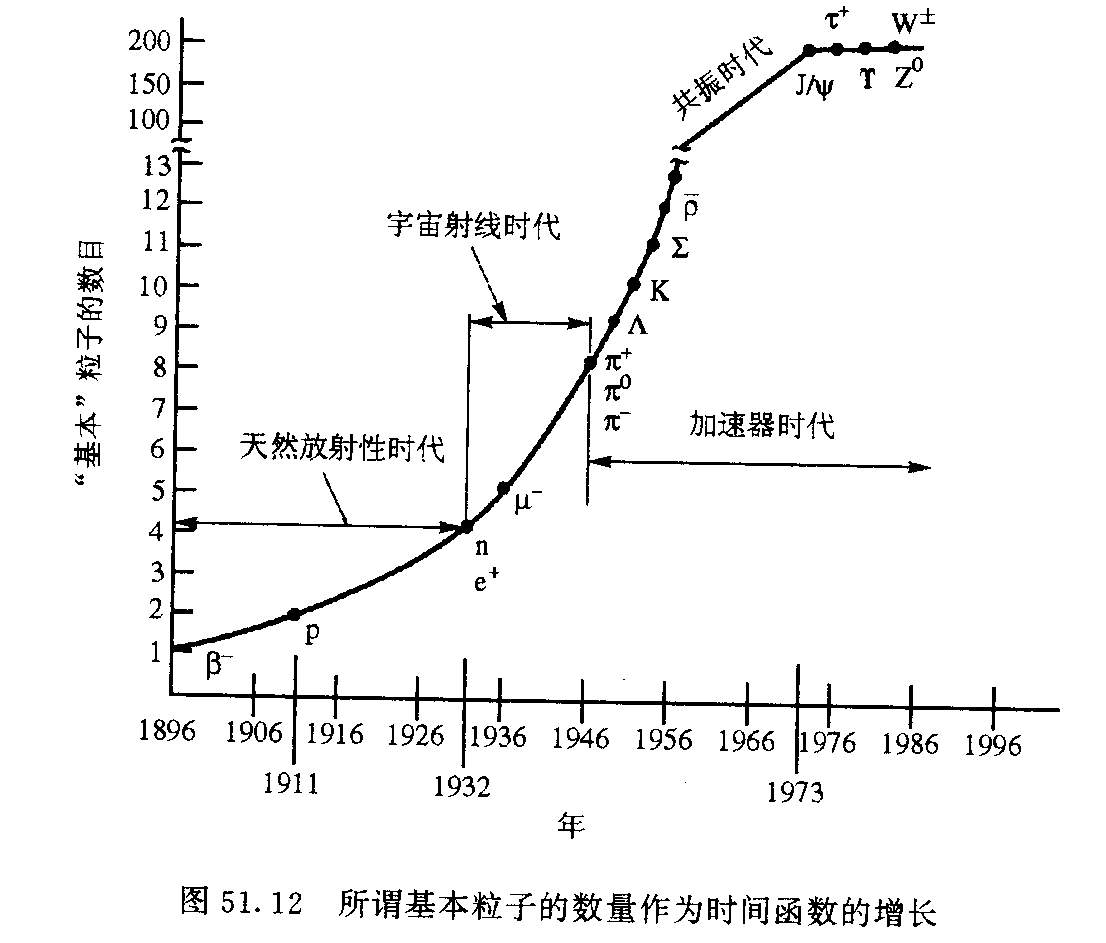 τ⁺ W±
200
150
100
J/ψ Υ Z⁰
共振时代
13
12
11
10
9
8
7
6
5
4
3
2
1
“基本”粒子的数目
宇宙射线时代
天然放射性时代
加速器时代
ρ̄
Σ
K
Λ
π⁺
π⁰
π⁻
μ⁻
n
e⁺
p
β⁻
1896 1906 1916 1926 1936 1946 1956 1966 1976 1986 1996
1911 1932 1973
年
图 51.12 所谓基本粒子的数量作为时间函数的增长